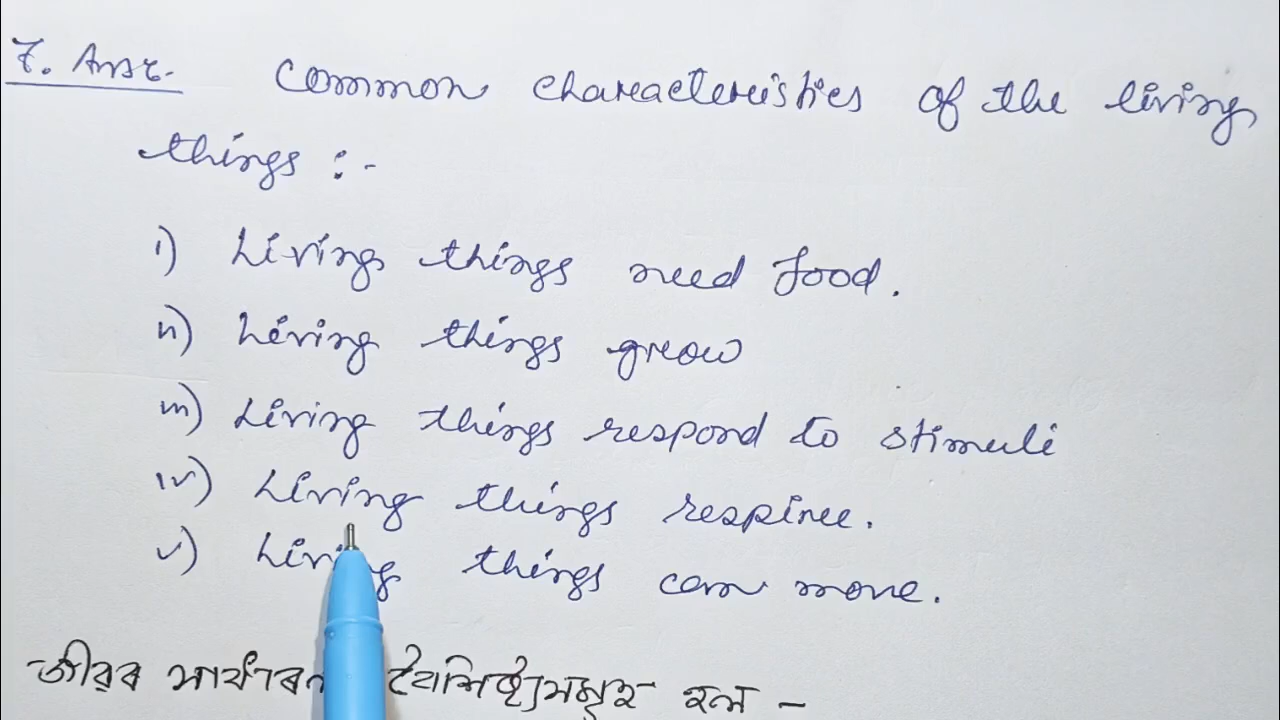 7. Ans.
Common characteristics of the living
things :-
i) Living things need food.
ii) Living things grow
iii) Living things respond to stimuli
iv) Living things respire.
v) Living things can move.
জীৱৰ সাধাৰণ বৈশিষ্ট্যসমূহ হল –